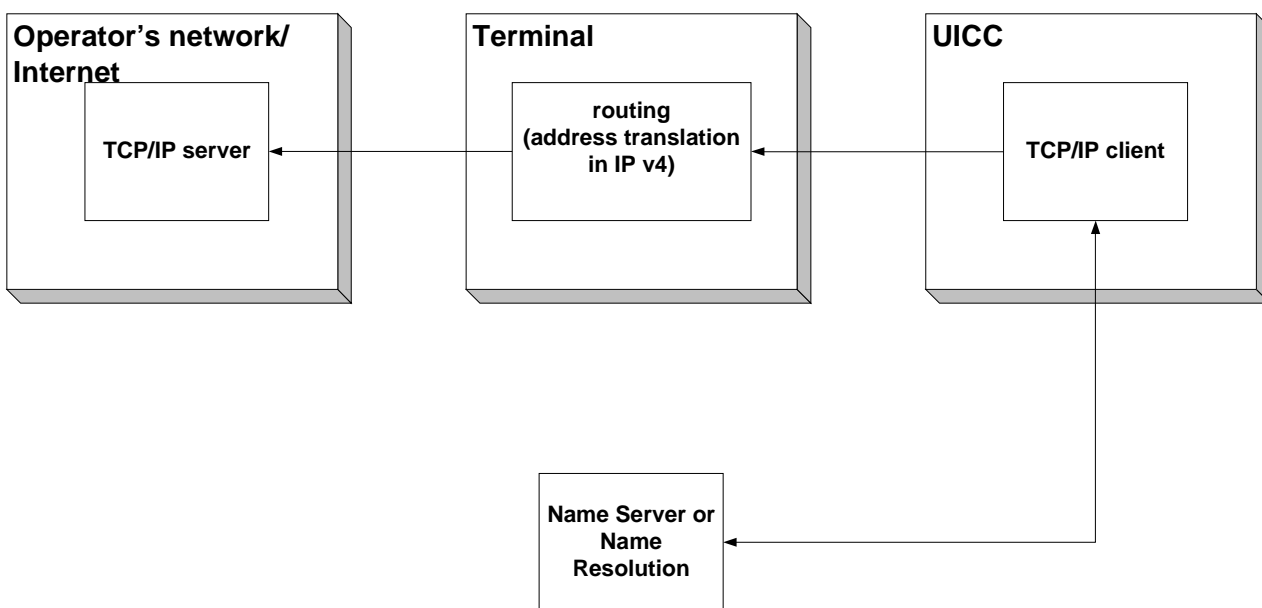 Operator's network/
Internet
TCP/IP server
Terminal
routing
(address translation
in IP v4)
UICC
TCP/IP client
Name Server or
Name
Resolution